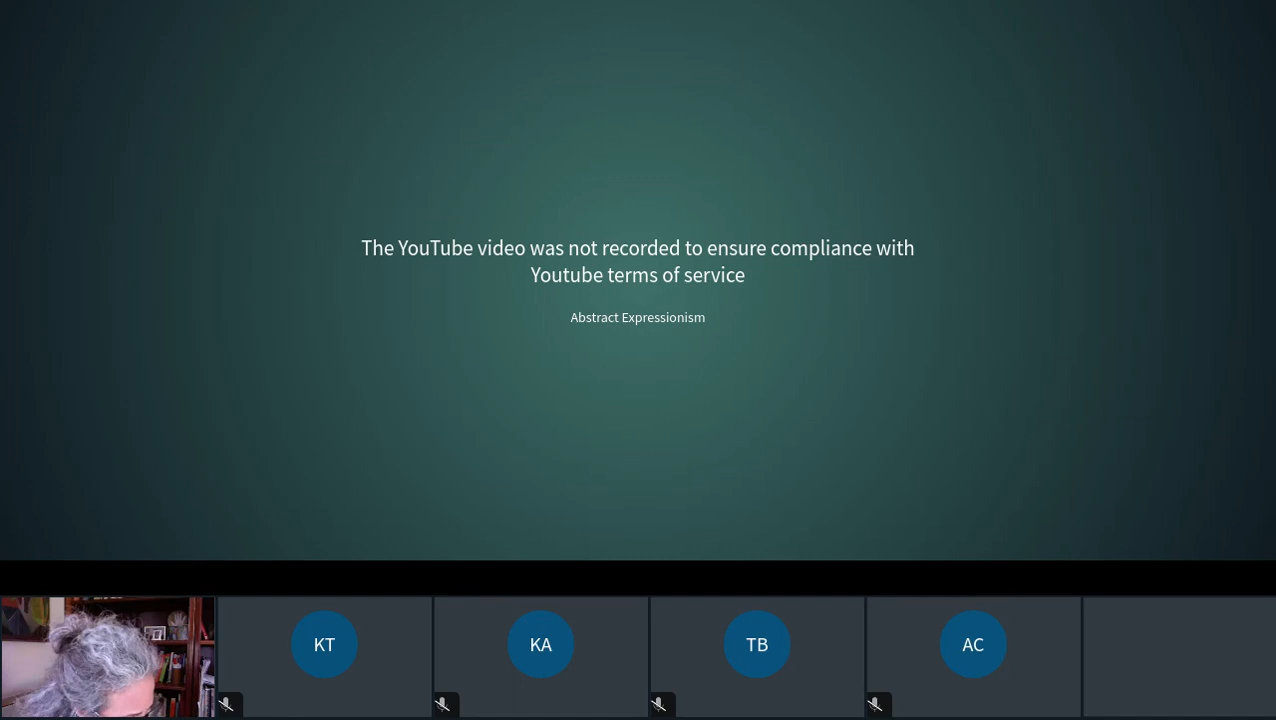 The YouTube video was not recorded to ensure compliance with
Youtube terms of service
Abstract Expressionism
KT
KA
TB
AC